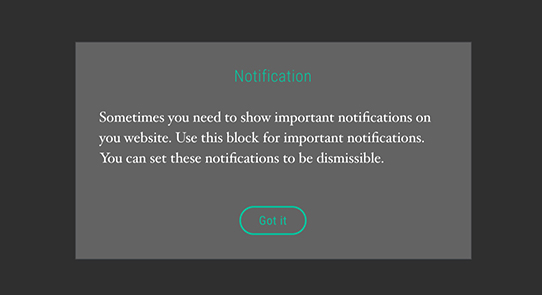 Notification
Sometimes you need to show important notifications on
you website. Use this block for important notifications.
You can set these notifications to be dismissible.
Got it